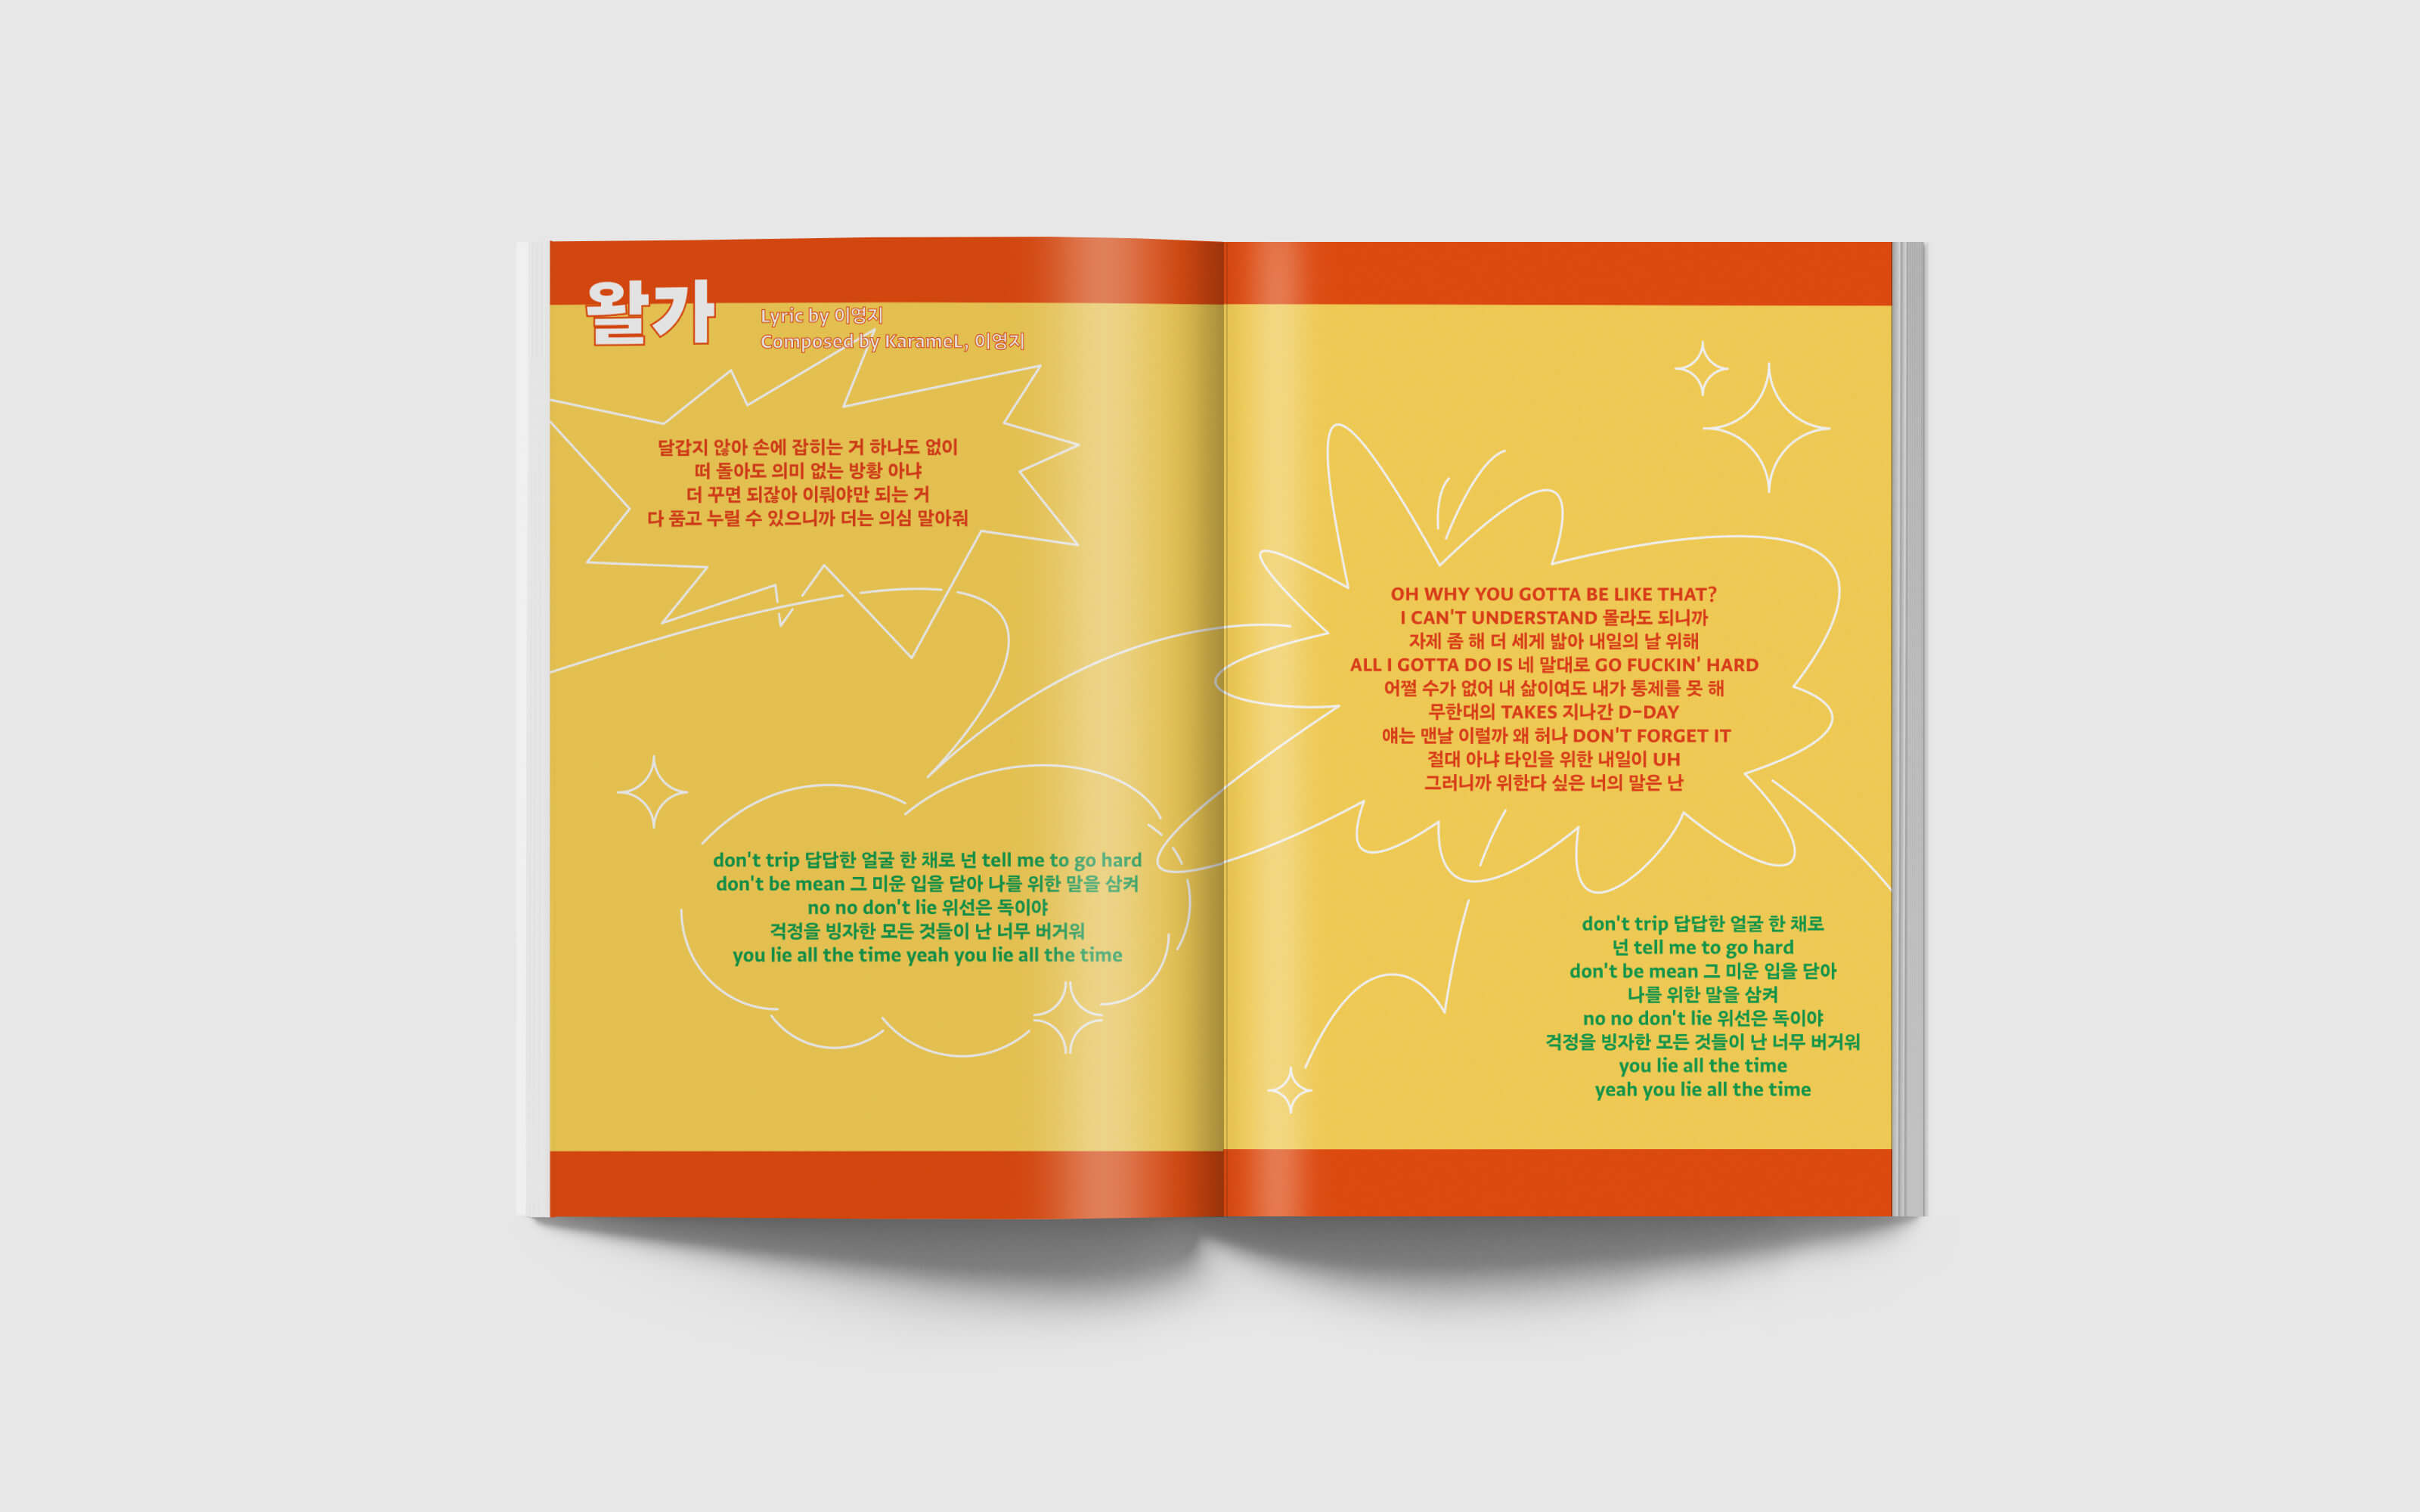 왈가
Lyric by 이영지
Composed by KarameL, 이영지
달갑지 않아 손에 잡히는 거 하나도 없이
떠 돌아도 의미 없는 방황 아냐
더 꾸면 되잖아 이뤄야만 되는 거
다 품고 누릴 수 있으니까 더는 의심 말아줘
don't trip 답답한 얼굴 한 채로 넌 tell me to go hard
don't be mean 그 미운 입을 닫아 나를 위한 말을 삼켜
no no don't lie 위선은 독이야
걱정을 빙자한 모든 것들이 난 너무 버거워
you lie all the time yeah you lie all the time
OH WHY YOU GOTTA BE LIKE THAT?
I CAN'T UNDERSTAND 몰라도 되니까
자제 좀 해 더 세게 밟아 내일의 날 위해
ALL I GOTTA DO IS 네 말대로 GO FUCKIN' HARD
어쩔 수가 없어 내 삶이여도 내가 통제를 못 해
무한대의 TAKES 지나간 D-DAY
얘는 맨날 이럴까 왜 허나 DON'T FORGET IT
절대 아냐 타인을 위한 내일이 UH
그러니까 위한다 싶은 너의 말은 난
don't trip 답답한 얼굴 한 채로
넌 tell me to go hard
don't be mean 그 미운 입을 닫아
나를 위한 말을 삼켜
no no don't lie 위선은 독이야
걱정을 빙자한 모든 것들이 난 너무 버거워
you lie all the time
yeah you lie all the time